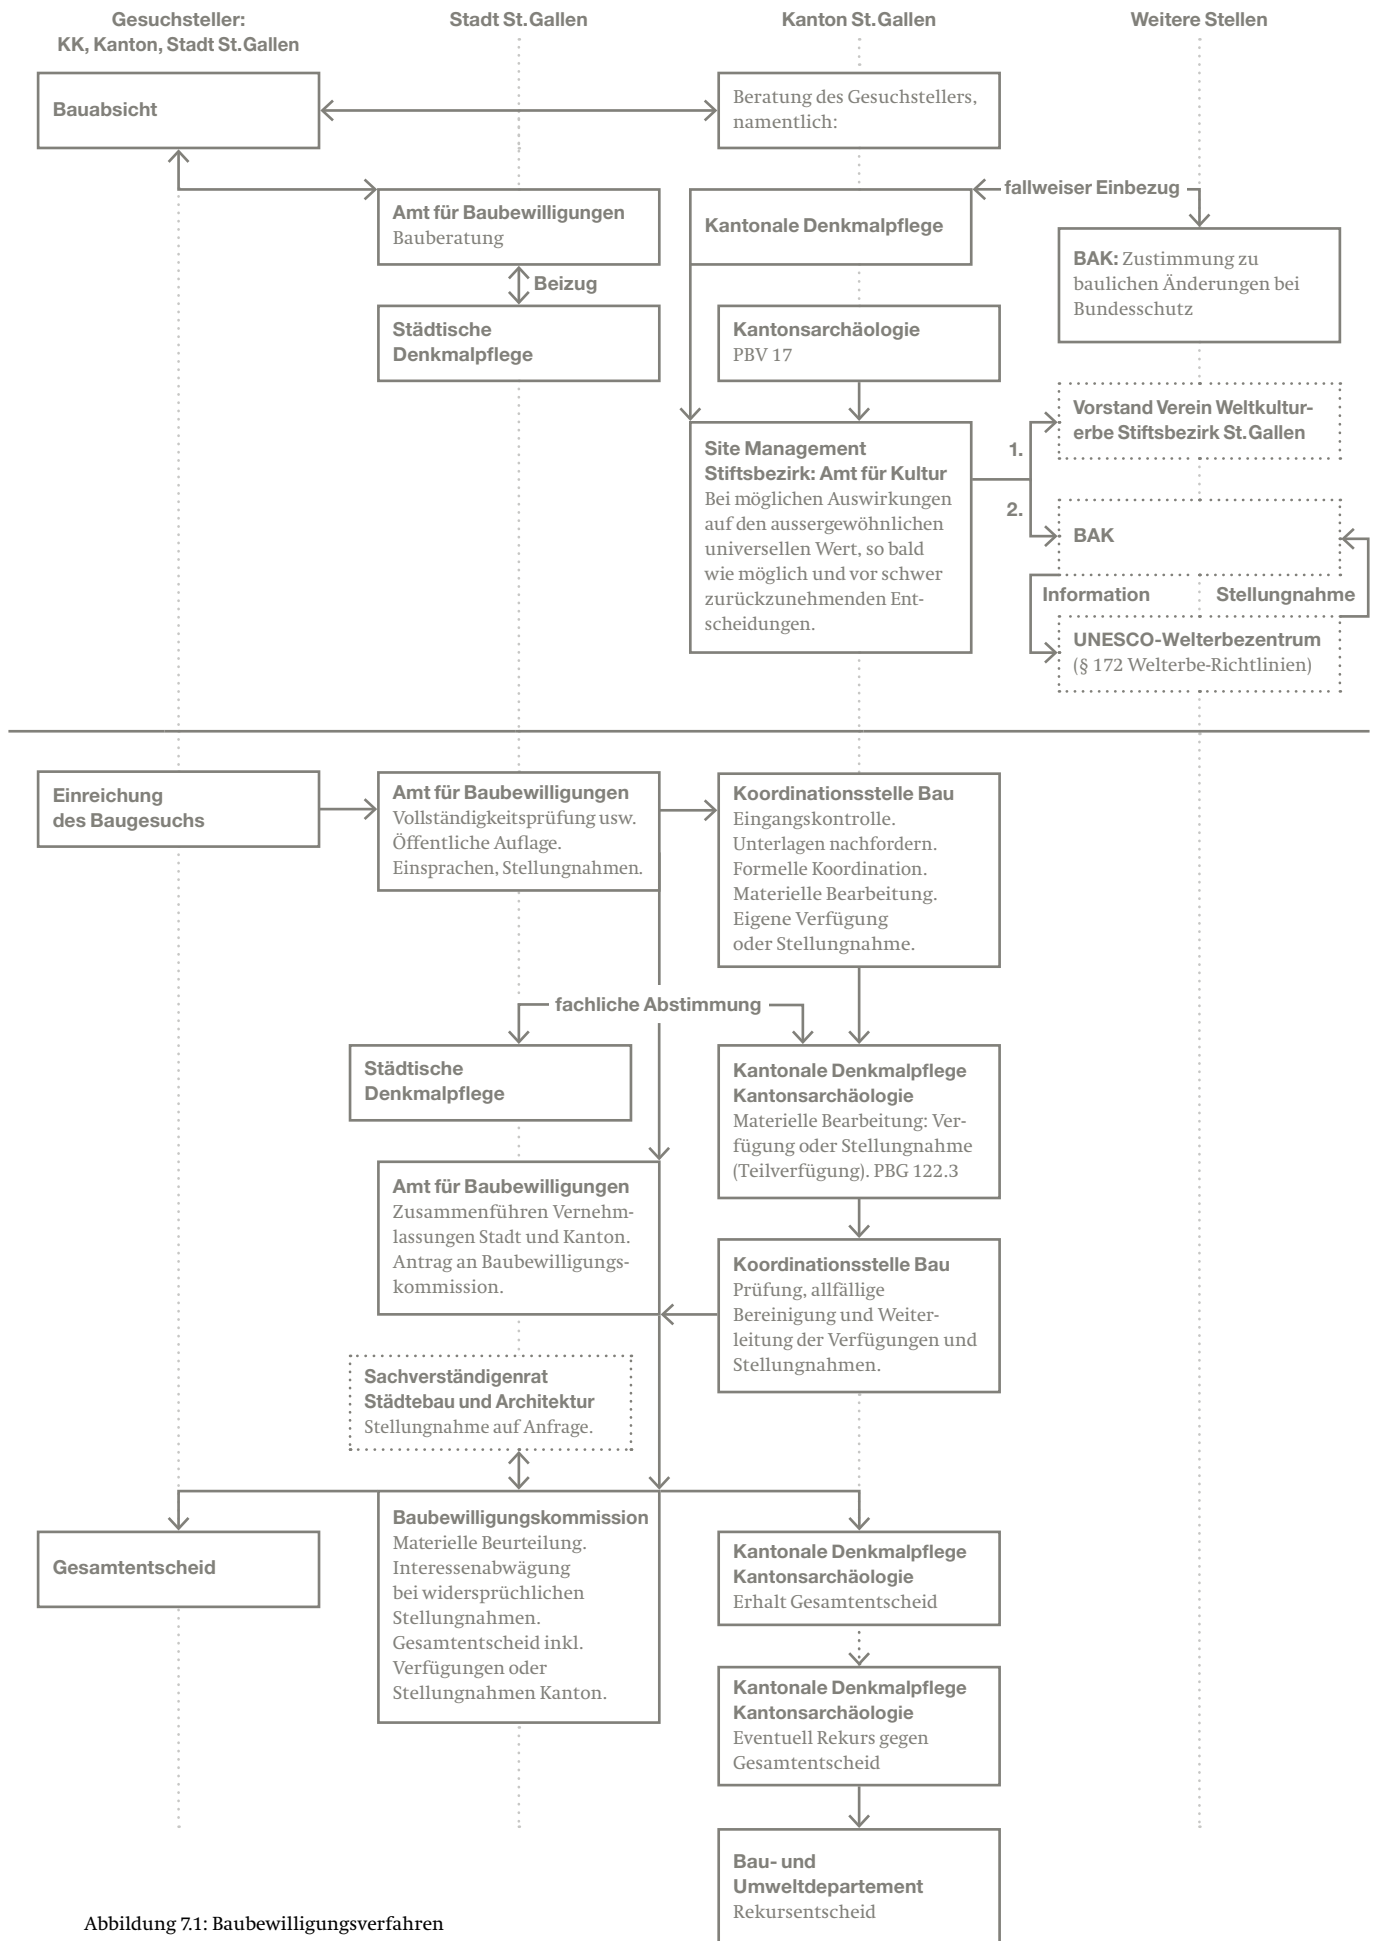 Gesuchsteller:
KK, Kanton, Stadt St. Gallen
Stadt St. Gallen
Kanton St. Gallen
Weitere Stellen
Bauabsicht
Beratung des Gesuchstellers,
namentlich:
Amt für Baubewilligungen
Bauberatung
Beizug
Städtische
Denkmalpflege
Kantonale Denkmalpflege
fallweiser Einbezug
BAK: Zustimmung zu
baulichen Änderungen bei
Bundesschutz
Kantonsarchäologie
PBV 17
Site Management
Stiftsbezirk: Amt für Kultur
Bei möglichen Auswirkungen
auf den aussergewöhnlichen
universellen Wert, so bald
wie möglich und vor schwer
zurückzunehmenden Ent-
scheidungen.
1.
2.
Vorstand Verein Weltkultur-
erbe Stiftsbezirk St. Gallen
BAK
Information
Stellungnahme
UNESCO-Welterbezentrum
(§ 172 Welterbe-Richtlinien)
Einreichung
des Baugesuchs
Amt für Baubewilligungen
Vollständigkeitsprüfung usw.
Öffentliche Auflage.
Einsprachen, Stellungnahmen.
Koordinationsstelle Bau
Eingangskontrolle.
Unterlagen nachfordern.
Formelle Koordination.
Materielle Bearbeitung.
Eigene Verfügung
oder Stellungnahme.
fachliche Abstimmung
Städtische
Denkmalpflege
Kantonale Denkmalpflege
Kantonsarchäologie
Materielle Bearbeitung: Ver-
fügung oder Stellungnahme
(Teilverfügung). PBG 122.3
Amt für Baubewilligungen
Zusammenführen Vernehm-
lassungen Stadt und Kanton.
Antrag an Baubewilligungs-
kommission.
Koordinationsstelle Bau
Prüfung, allfällige
Bereinigung und Weiter-
leitung der Verfügungen und
Stellungnahmen.
Sachverständigenrat
Städtebau und Architektur
Stellungnahme auf Anfrage.
Gesamtentscheid
Baubewilligungskommission
Materielle Beurteilung.
Interessenabwägung
bei widersprüchlichen
Stellungnahmen.
Gesamtentscheid inkl.
Verfügungen oder
Stellungnahmen Kanton.
Kantonale Denkmalpflege
Kantonsarchäologie
Erhalt Gesamtentscheid
Kantonale Denkmalpflege
Kantonsarchäologie
Eventuell Rekurs gegen
Gesamtentscheid
Bau- und
Umweltdepartement
Rekursentscheid
Abbildung 7.1: Baubewilligungsverfahren